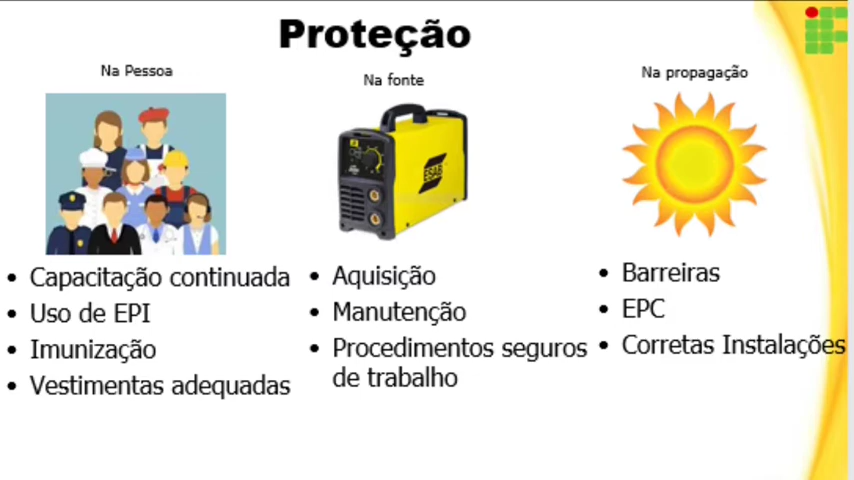 Proteção
Na Pessoa
Capacitação continuada
Uso de EPI
Imunização
Vestimentas adequadas
Na fonte
ESAB
Aquisição
Manutenção
Procedimentos seguros
de trabalho
Na propagação
Barreiras
EPC
Corretas Instalações